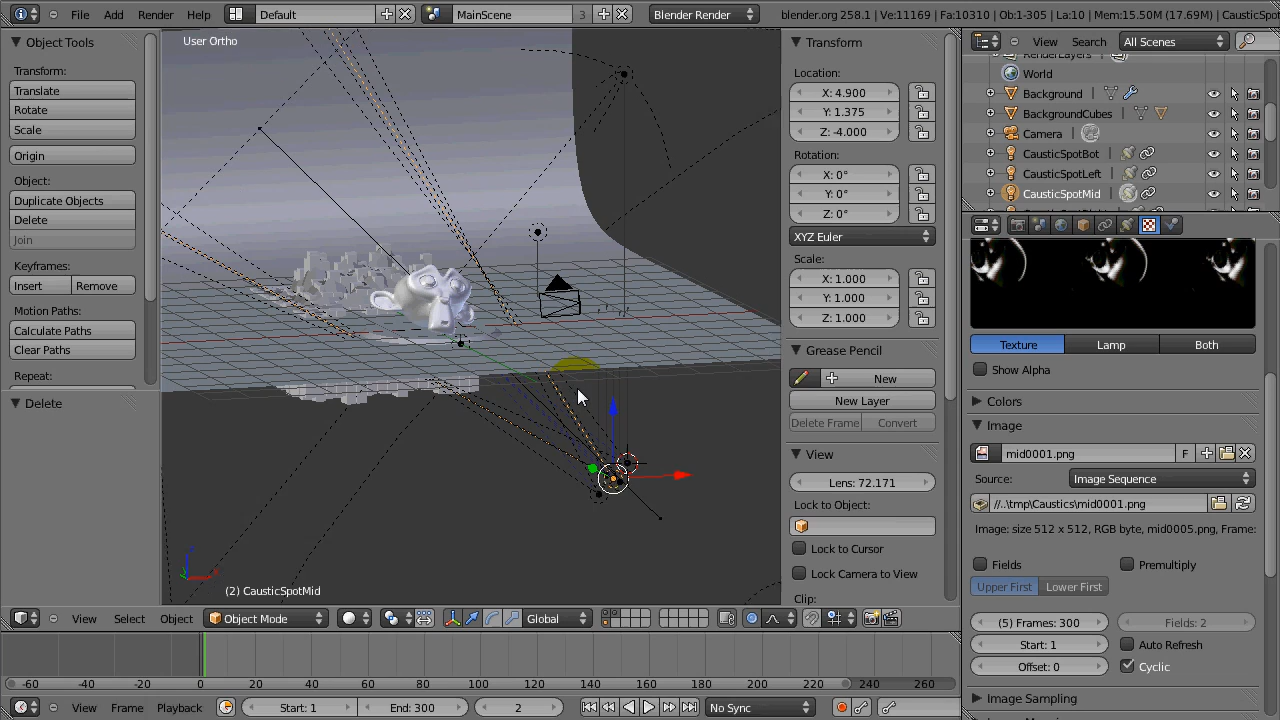 File Add Render Help Default MainScene 3 Blender Render blender.org 258.1 | Ve:11169 | Fa:10310 | Ob:1-305 | La:10 | Mem:15.50M (17.69M) | CausticSpot
Object Tools
Transform:
Translate
Rotate
Scale
Origin
Object:
Duplicate Objects
Delete
Join
Keyframes:
Insert Remove
Motion Paths:
Calculate Paths
Clear Paths
Repeat:
Delete
User Ortho
(2) CausticSpotMid
Transform
Location:
X: 4.900
Y: 1.375
Z: -4.000
Rotation:
X: 0°
Y: 0°
Z: 0°
XYZ Euler
Scale:
X: 1.000
Y: 1.000
Z: 1.000
Grease Pencil
New
New Layer
Delete Frame Convert
View
Lens: 72.171
Lock to Object:
Lock to Cursor
Lock Camera to View
Clip:
View Search All Scenes
RenderLayers
World
Background
BackgroundCubes
Camera
CausticSpotBot
CausticSpotLeft
CausticSpotMid
Texture Lamp Both
Show Alpha
Colors
Image
mid0001.png F
Source: Image Sequence
//..\tmp\Caustics\mid0001.png
Image: size 512 x 512, RGB byte, mid0005.png, Frame:
Fields Premultiply
Upper First Lower First
(5) Frames: 300 Fields: 2
Start: 1 Auto Refresh
Offset: 0 Cyclic
Image Sampling
View Select Object Object Mode Global
-60 -40 -20 0 20 40 60 80 100 120 140 160 180 200 220 240 260
View Frame Playback Start: 1 End: 300 2 No Sync